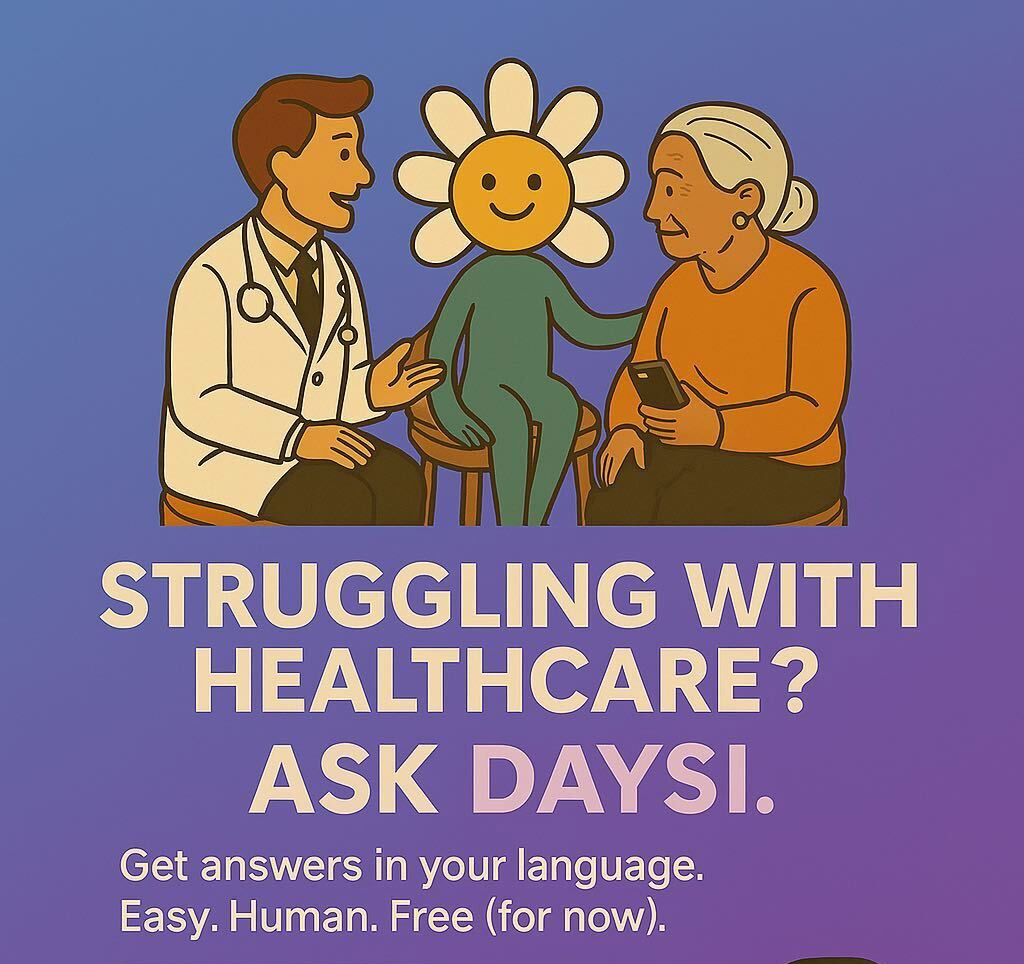 STRUGGLING WITH
HEALTHCARE?
ASK DAYSI.
Get answers in your language.
Easy. Human. Free (for now).